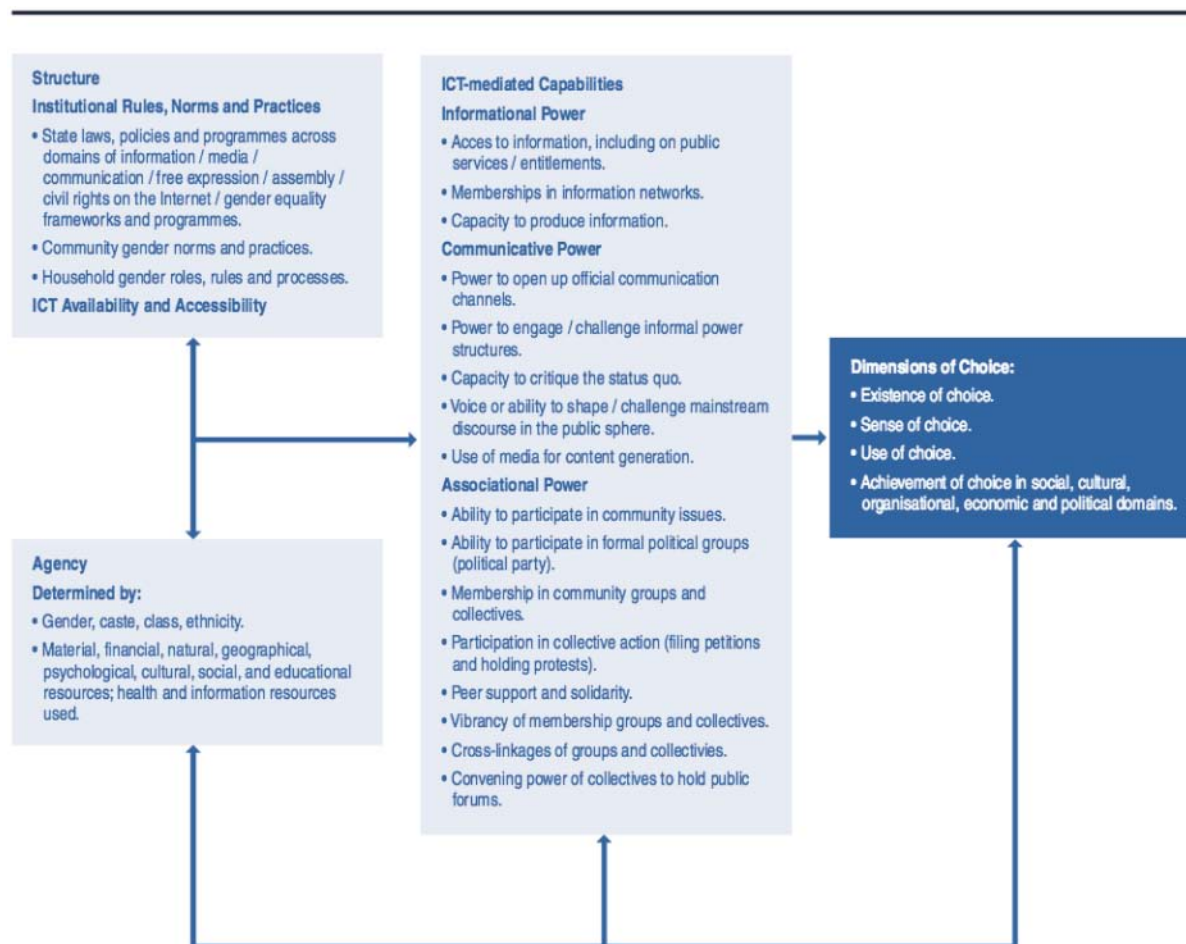 Structure
Institutional Rules, Norms and Practices
• State laws, policies and programmes across
domains of information / media /
communication / free expression / assembly /
civil rights on the Internet / gender equality
frameworks and programmes.
• Community gender norms and practices.
• Household gender roles, rules and processes.
ICT Availability and Accessibility
Agency
Determined by:
• Gender, caste, class, ethnicity.
• Material, financial, natural, geographical,
psychological, cultural, social, and educational
resources; health and information resources
used.
ICT-mediated Capabilities
Informational Power
• Acces to information, including on public
services / entitlements.
• Memberships in information networks.
• Capacity to produce information.
Communicative Power
• Power to open up official communication
channels.
• Power to engage / challenge informal power
structures.
• Capacity to critique the status quo.
• Voice or ability to shape / challenge mainstream
discourse in the public sphere.
• Use of media for content generation.
Associational Power
• Ability to participate in community issues.
• Ability to participate in formal political groups
(political party).
• Membership in community groups and
collectives.
• Participation in collective action (filing petitions
and holding protests).
• Peer support and solidarity.
• Vibrancy of membership groups and collectives.
• Cross-linkages of groups and collectivies.
• Convening power of collectives to hold public
forums.
Dimensions of Choice:
• Existence of choice.
• Sense of choice.
• Use of choice.
• Achievement of choice in social, cultural,
organisational, economic and political domains.